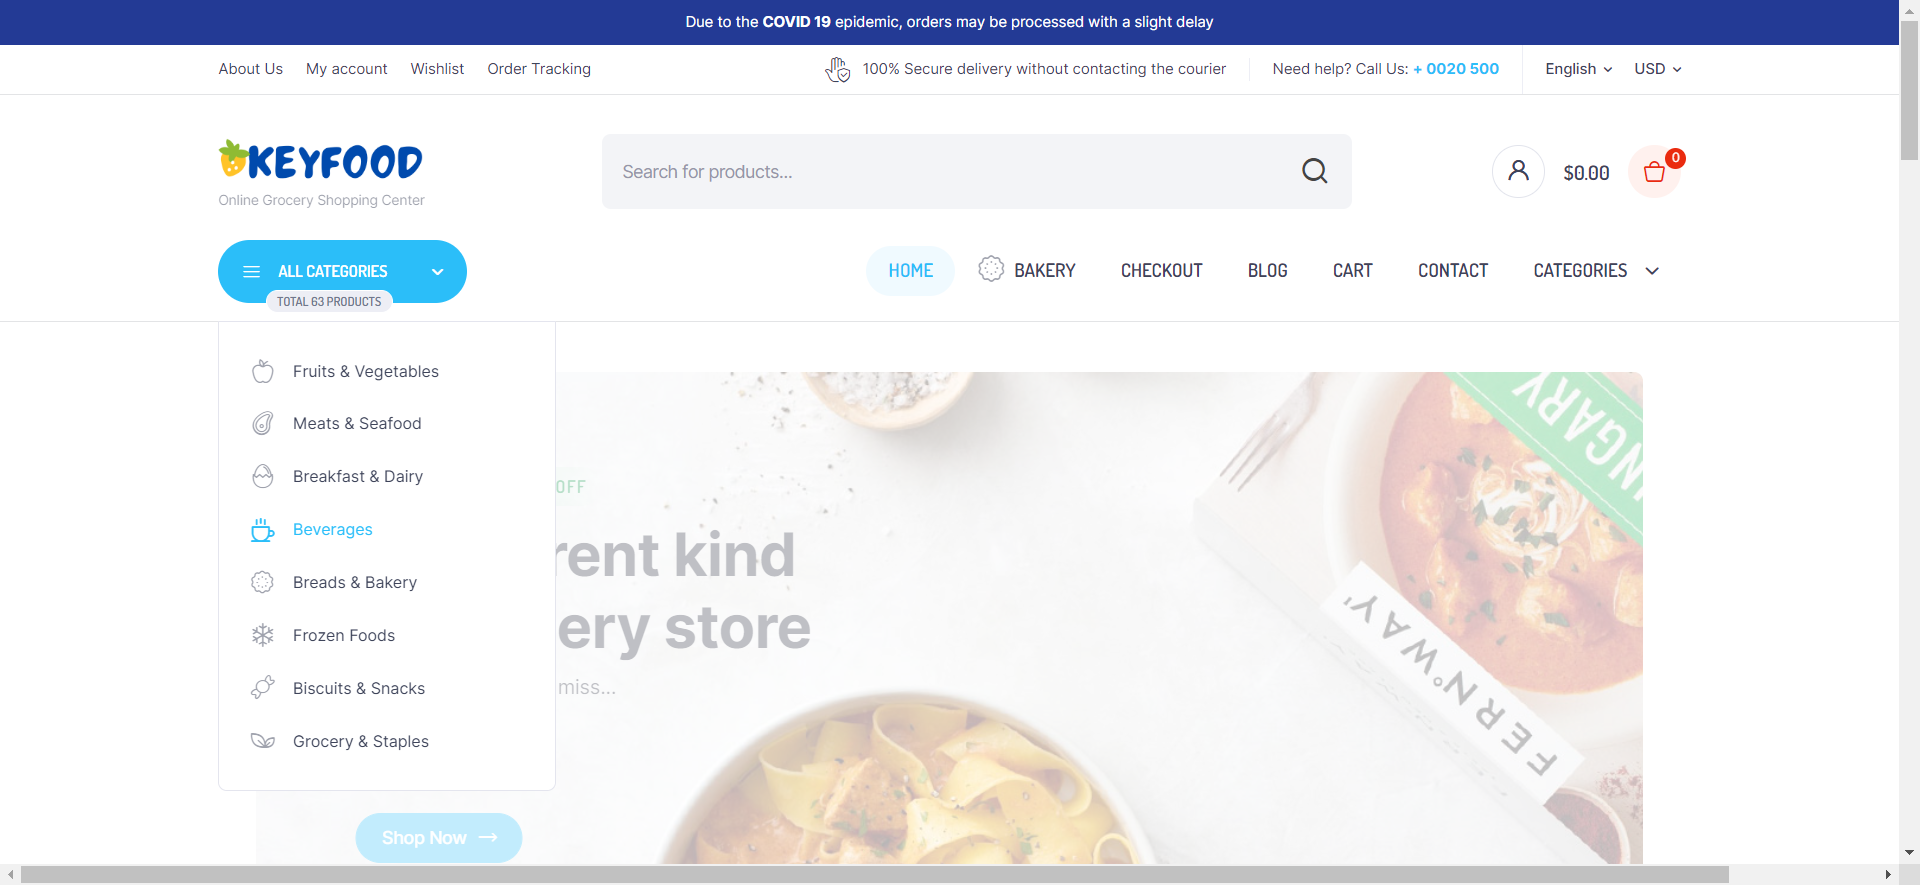 Due to the COVID 19 epidemic, orders may be processed with a slight delay
About Us My account Wishlist Order Tracking
100% Secure delivery without contacting the courier
Need help? Call Us: + 0020 500
English USD
KEYFOOD
Online Grocery Shopping Center
Search for products...
$0.00
0
ALL CATEGORIES
TOTAL 63 PRODUCTS
HOME BAKERY CHECKOUT BLOG CART CONTACT CATEGORIES
Fruits & Vegetables
Meats & Seafood
Breakfast & Dairy
Beverages
Breads & Bakery
Frozen Foods
Biscuits & Snacks
Grocery & Staples
OFF
rent kind
ery store
miss...
Shop Now
NGARY
FERN°WAY'